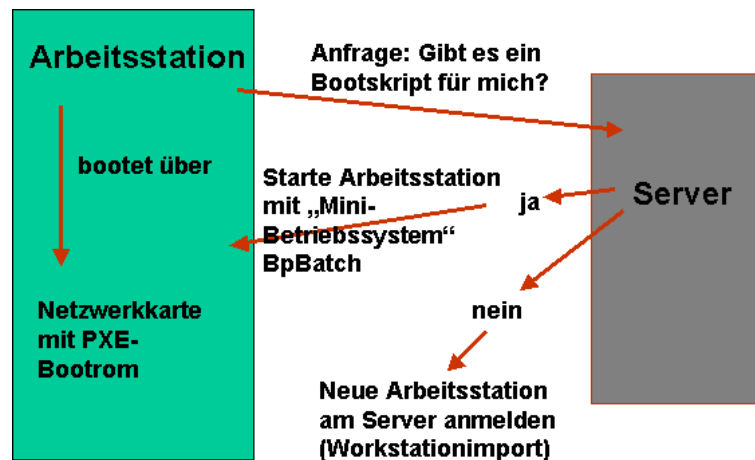 Arbeitsstation
bootet über
Netzwerkkarte
mit PXE-
Bootrom
Anfrage: Gibt es ein
Bootskript für mich?
Server
ja
Starte Arbeitsstation
mit „Mini-
Betriebssystem“
BpBatch
nein
Neue Arbeitsstation
am Server anmelden
(Workstationimport)